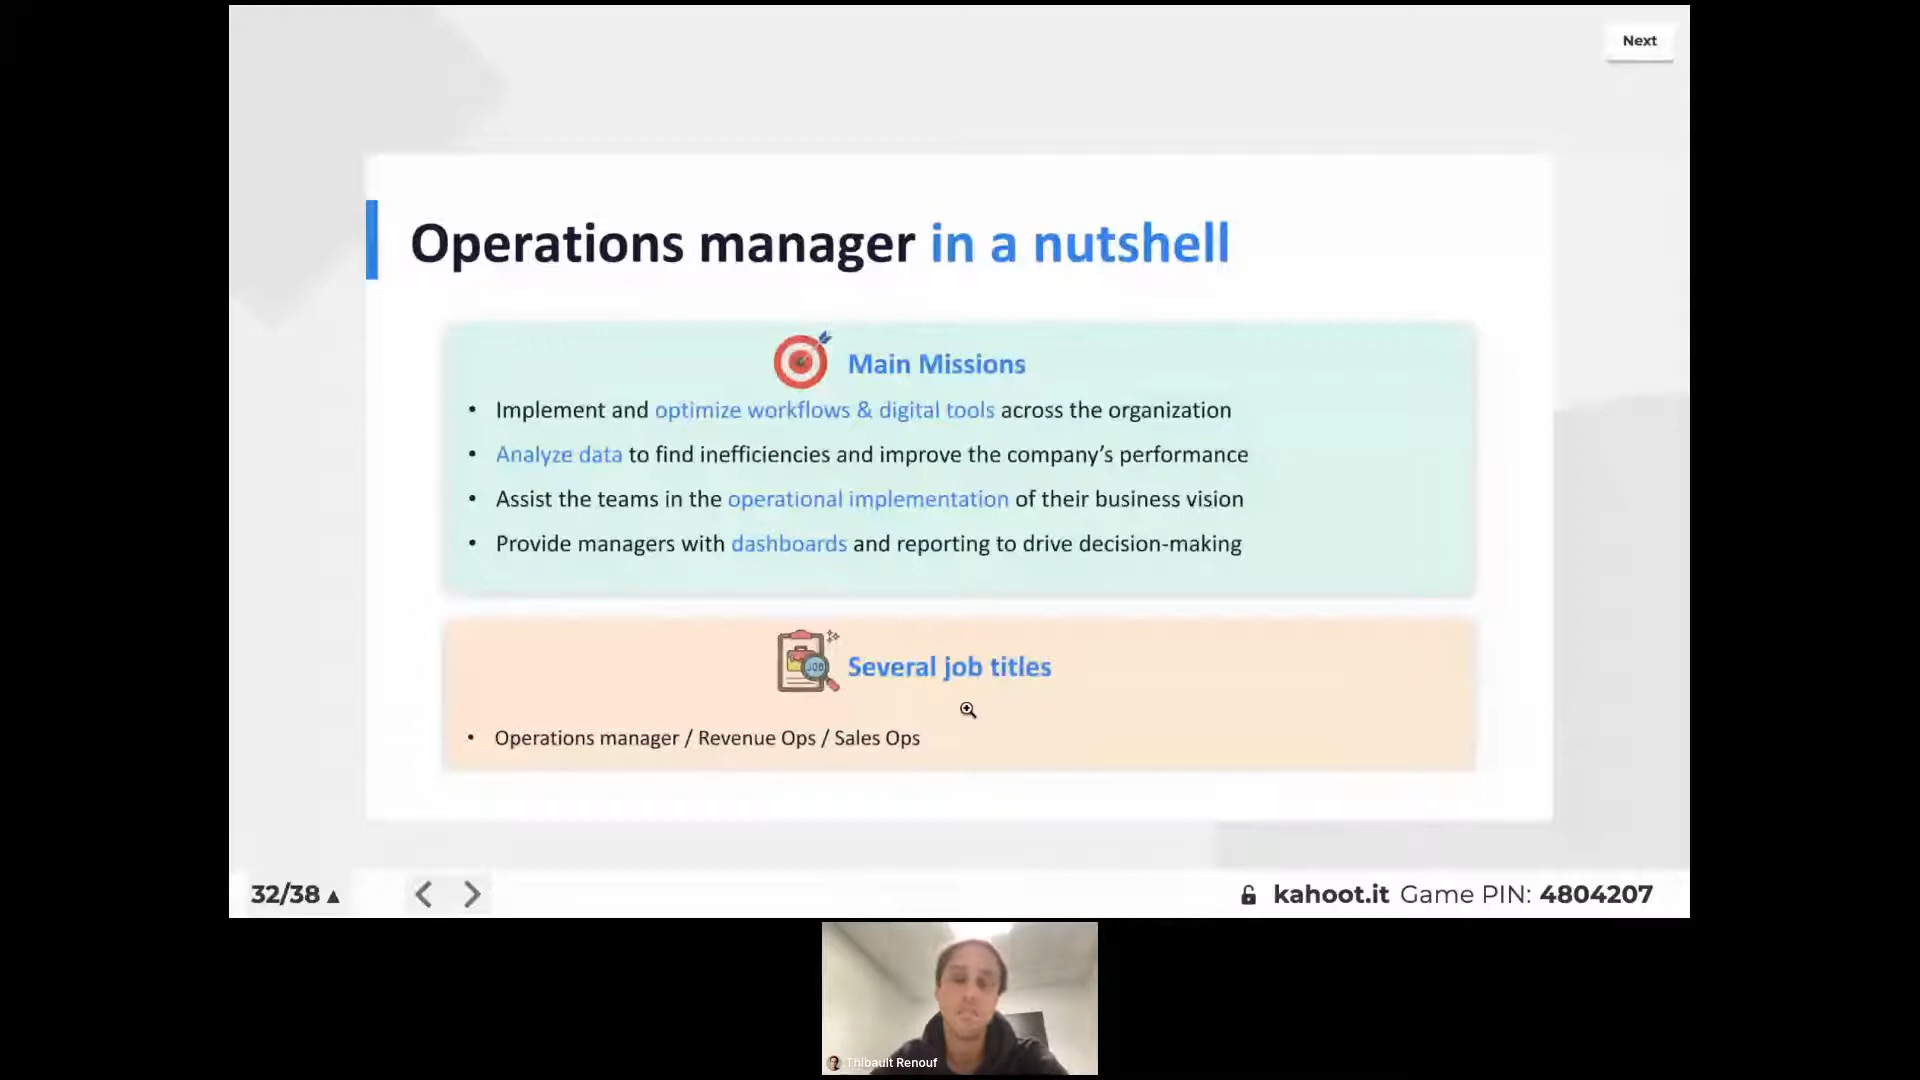 Next
Operations manager in a nutshell
Main Missions
• Implement and optimize workflows & digital tools across the organization
• Analyze data to find inefficiencies and improve the company’s performance
• Assist the teams in the operational implementation of their business vision
• Provide managers with dashboards and reporting to drive decision-making
JOB
Several job titles
• Operations manager / Revenue Ops / Sales Ops
32/38 ▲
kahoot.it Game PIN: 4804207
Thibault Renouf